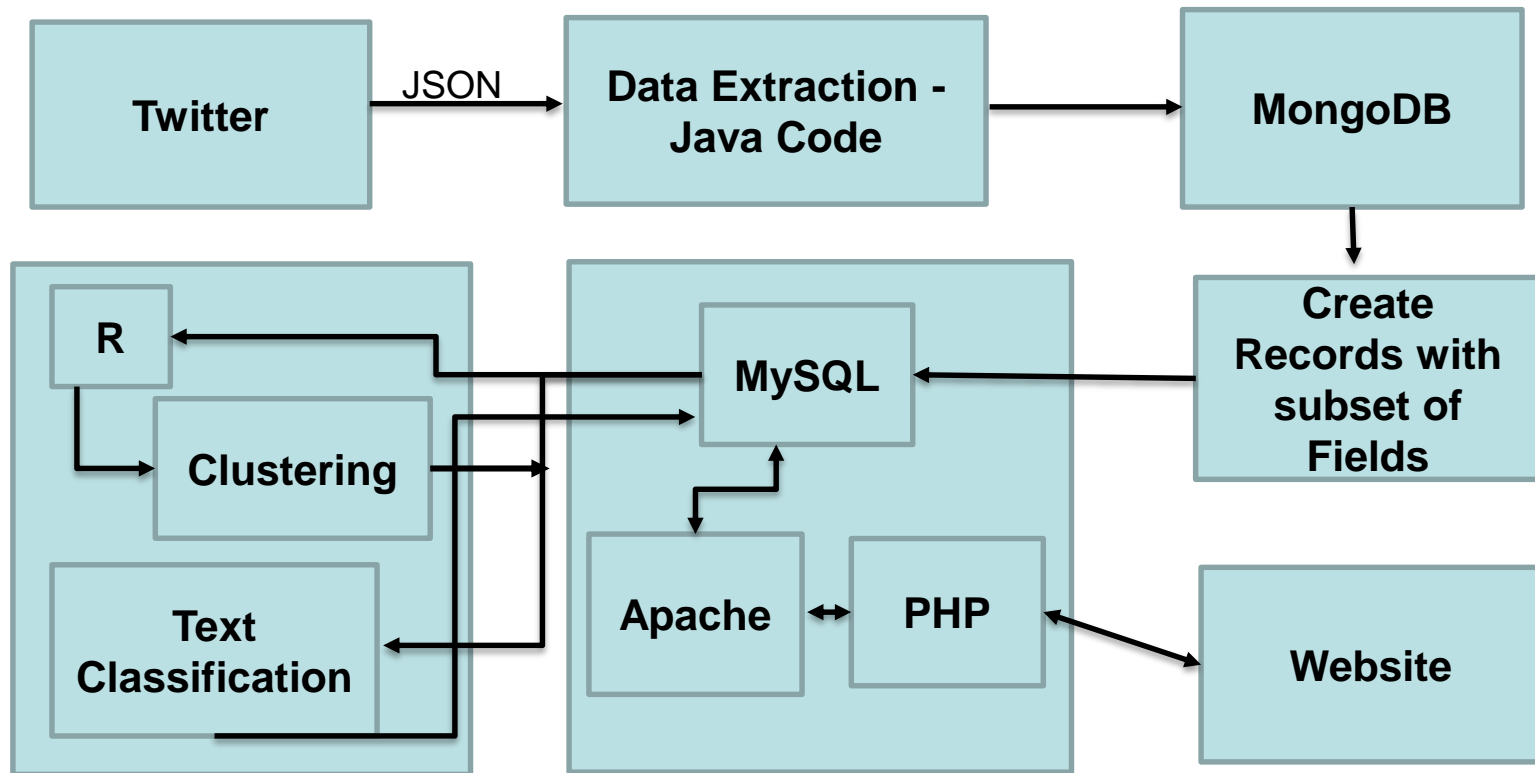 Twitter
JSON
Data Extraction -
Java Code
MongoDB
R
Clustering
Text
Classification
MySQL
Apache
PHP
Create
Records with
subset of
Fields
Website